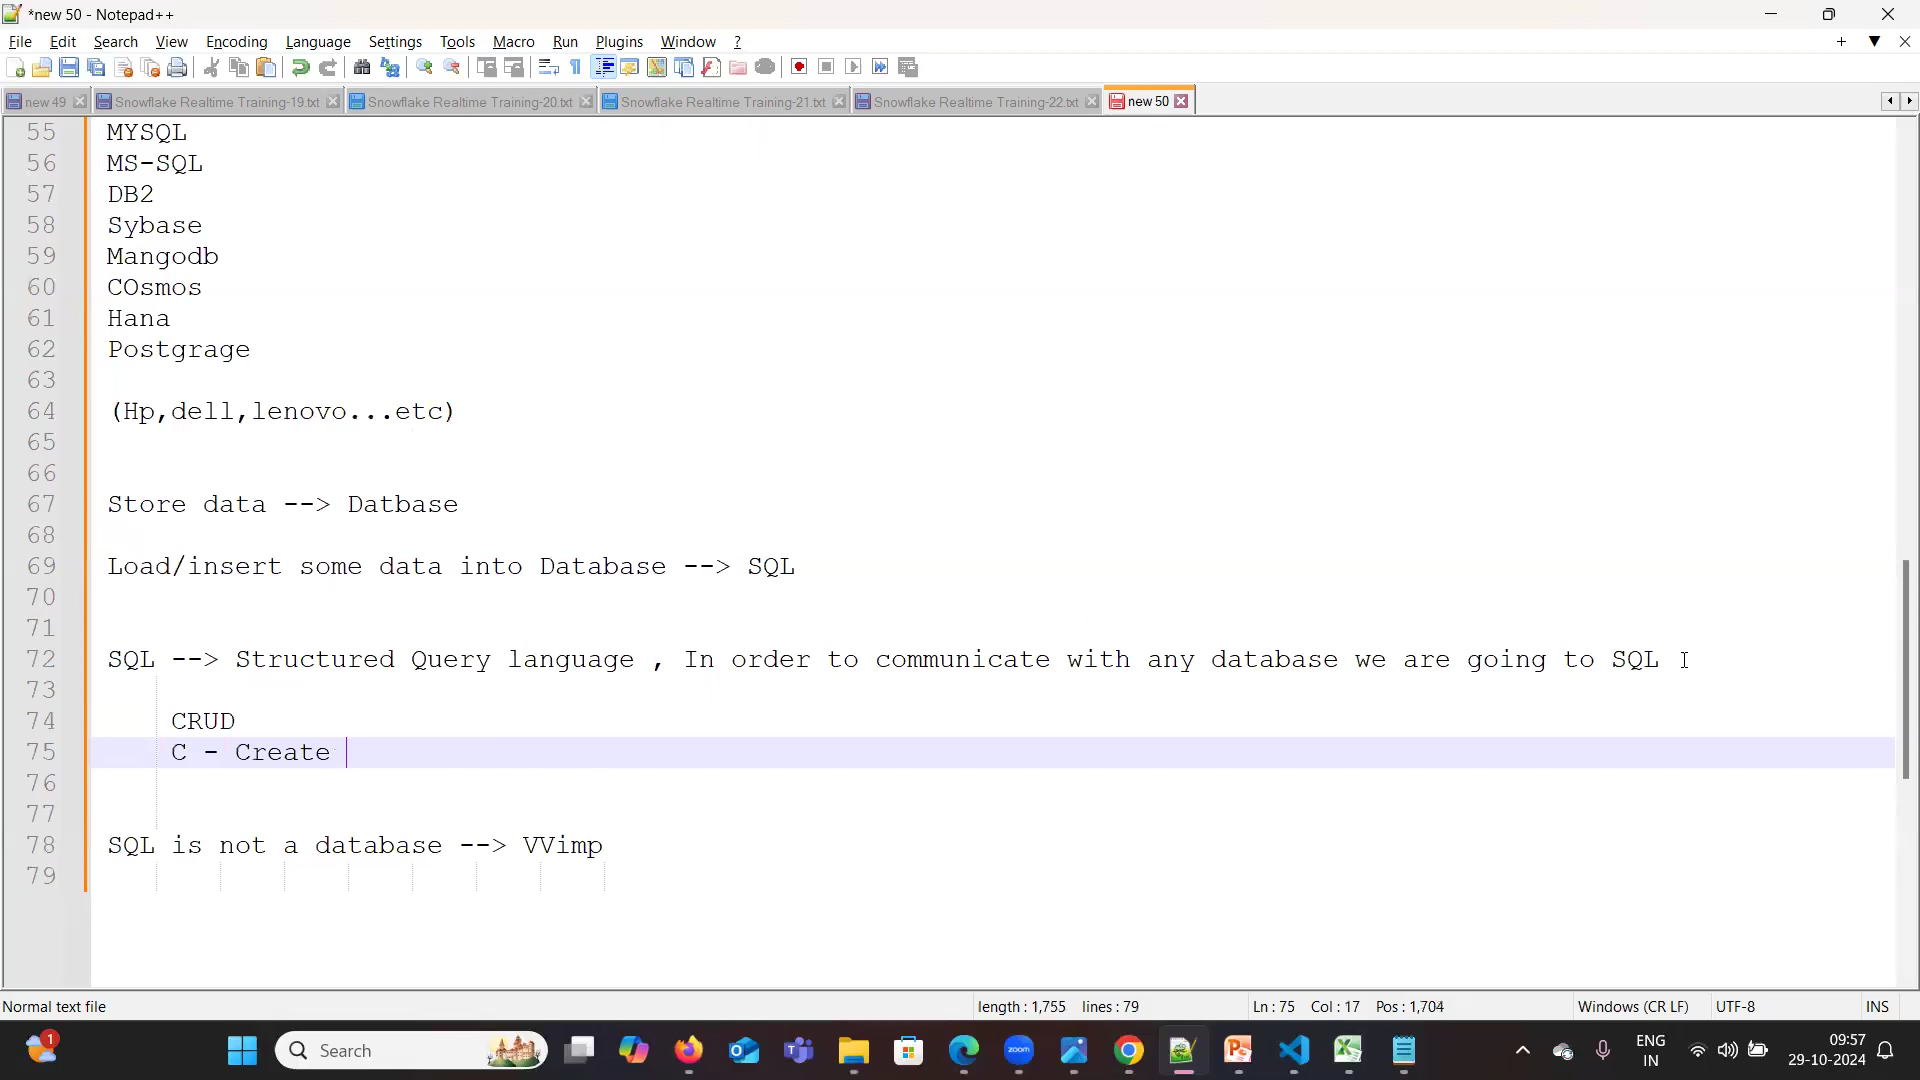 *new 50 - Notepad++
File Edit Search View Encoding Language Settings Tools Macro Run Plugins Window ?
new 49 Snowflake Realtime Training-19.txt Snowflake Realtime Training-20.txt Snowflake Realtime Training-21.txt Snowflake Realtime Training-22.txt new 50
55 MYSQL
56 MS-SQL
57 DB2
58 Sybase
59 Mangodb
60 COsmos
61 Hana
62 Postgrage
63
64 (Hp,dell,lenovo...etc)
65
66
67 Store data --> Datbase
68
69 Load/insert some data into Database --> SQL
70
71
72 SQL --> Structured Query language , In order to communicate with any database we are going to SQL
73
74 CRUD
75 C - Create
76
77
78 SQL is not a database --> VVimp
79
Normal text file length : 1,755 lines : 79 Ln : 75 Col : 17 Pos : 1,704 Windows (CR LF) UTF-8 INS
1 Search zoom ENG IN 09:57
29-10-2024